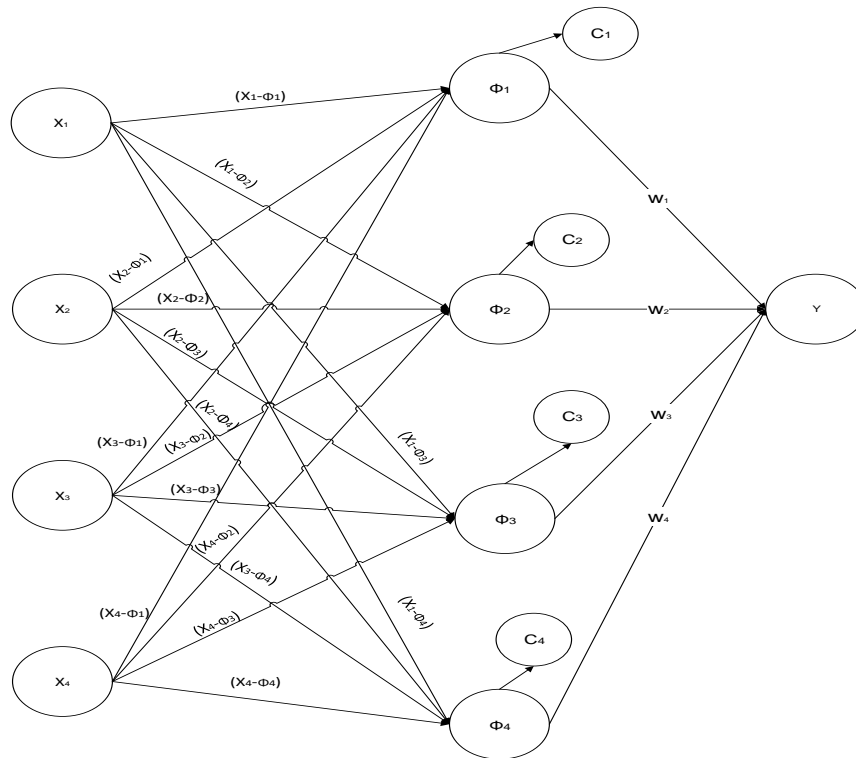 C₁
X₁
(X₁-Φ₁)
Φ₁
(X₁-Φ₂)
W₁
(X₂-Φ₁)
C₂
X₂
(X₂-Φ₂)
Φ₂
W₂
Y
(X₂-Φ₃)
(X₂-Φ₄)
C₃
W₃
(X₃-Φ₁)
(X₃-Φ₂)
(X₁-Φ₃)
X₃
(X₃-Φ₃)
Φ₃
W₄
(X₄-Φ₂)
(X₃-Φ₄)
(X₄-Φ₁)
(X₄-Φ₃)
(X₁-Φ₄)
C₄
X₄
(X₄-Φ₄)
Φ₄